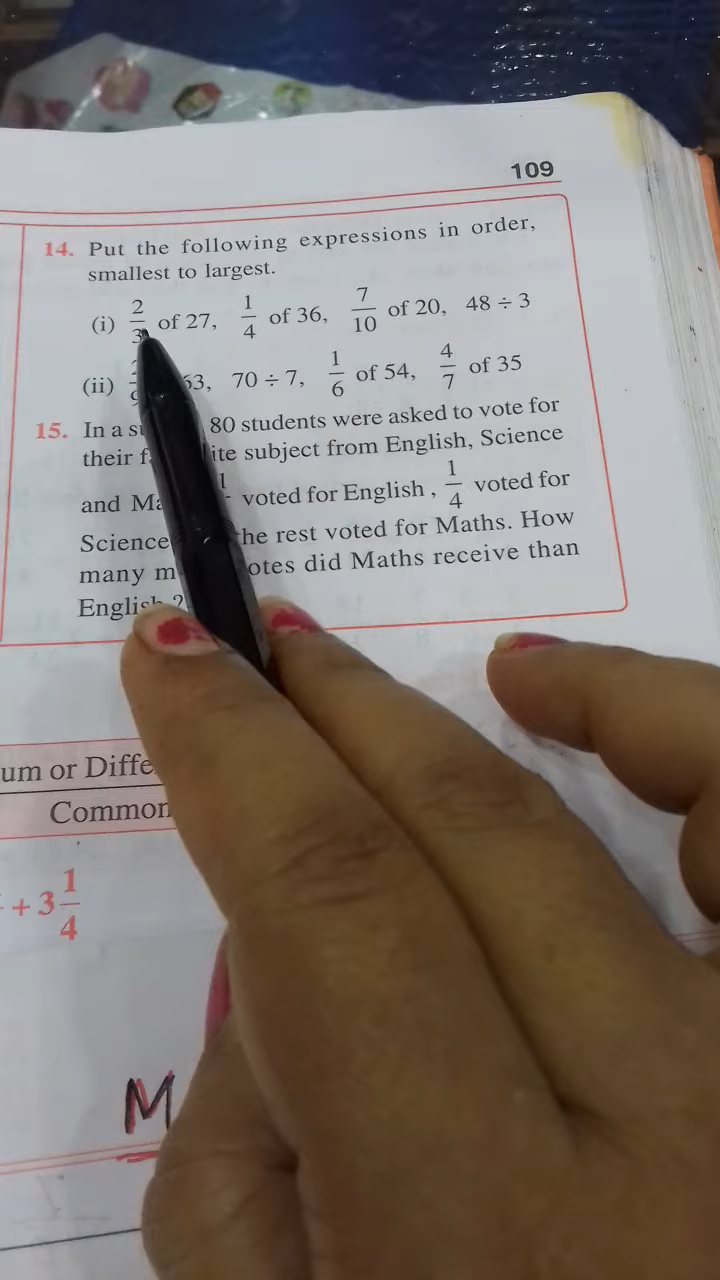 109
14. Put the following expressions in order,
smallest to largest.
(i) 2/3 of 27, 1/4 of 36, 7/10 of 20, 48 ÷ 3
(ii) 63, 70 ÷ 7, 1/6 of 54, 4/7 of 35
15. In a 80 students were asked to vote for
their subject from English, Science
and voted for English , 1/4 voted for
Science the rest voted for Maths. How
many did Maths receive than
English ?
um or Diffe
Common
+ 3 1/4
M